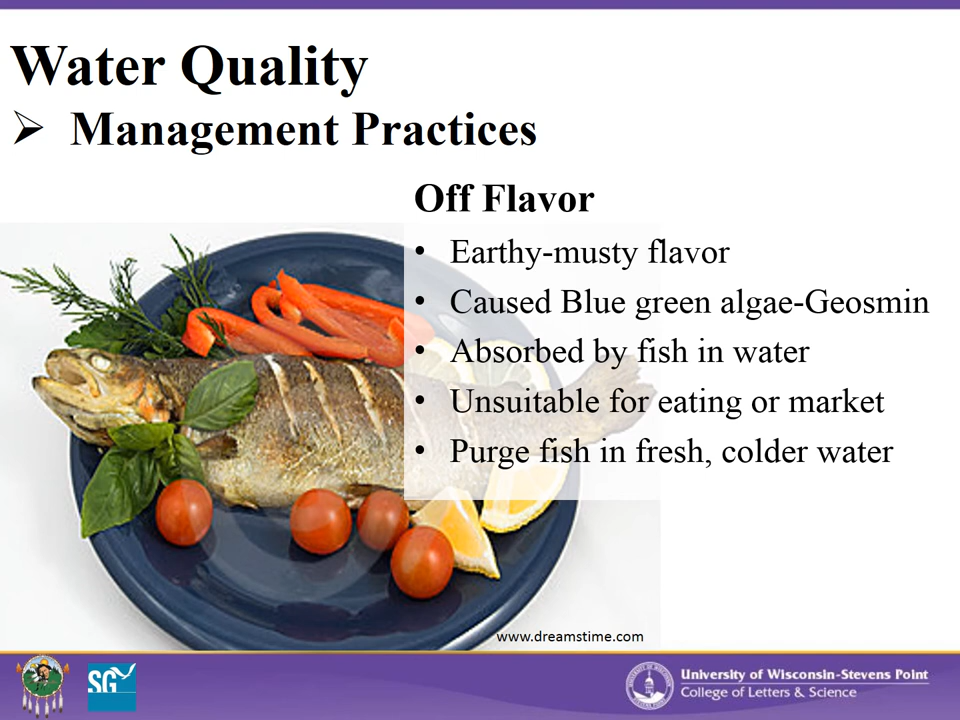 Water Quality
➢ Management Practices
Off Flavor
• Earthy-musty flavor
• Caused Blue green algae-Geosmin
• Absorbed by fish in water
• Unsuitable for eating or market
• Purge fish in fresh, colder water
www.dreamstime.com
SG
University of Wisconsin-Stevens Point
College of Letters & Science